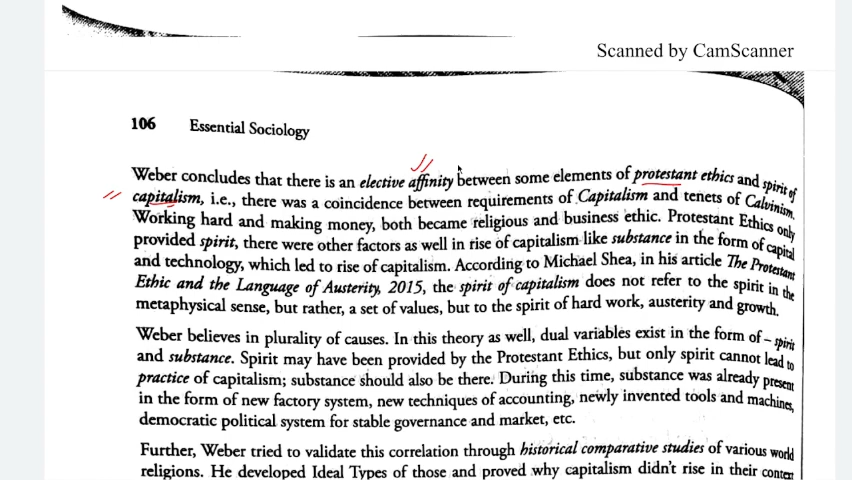 Scanned by CamScanner
106 Essential Sociology
Weber concludes that there is an elective affinity between some elements of protestant ethics and spirit of
capitalism, i.e., there was a coincidence between requirements of Capitalism and tenets of Calvinism.
Working hard and making money, both became religious and business ethic. Protestant Ethics only
provided spirit, there were other factors as well in rise of capitalism like substance in the form of capital
and technology, which led to rise of capitalism. According to Michael Shea, in his article The Protestant
Ethic and the Language of Austerity, 2015, the spirit of capitalism does not refer to the spirit in the
metaphysical sense, but rather, a set of values, but to the spirit of hard work, austerity and growth.
Weber believes in plurality of causes. In this theory as well, dual variables exist in the form of – spirit
and substance. Spirit may have been provided by the Protestant Ethics, but only spirit cannot lead to
practice of capitalism; substance should also be there. During this time, substance was already present
in the form of new factory system, new techniques of accounting, newly invented tools and machines,
democratic political system for stable governance and market, etc.
Further, Weber tried to validate this correlation through historical comparative studies of various world
religions. He developed Ideal Types of those and proved why capitalism didn't rise in their context